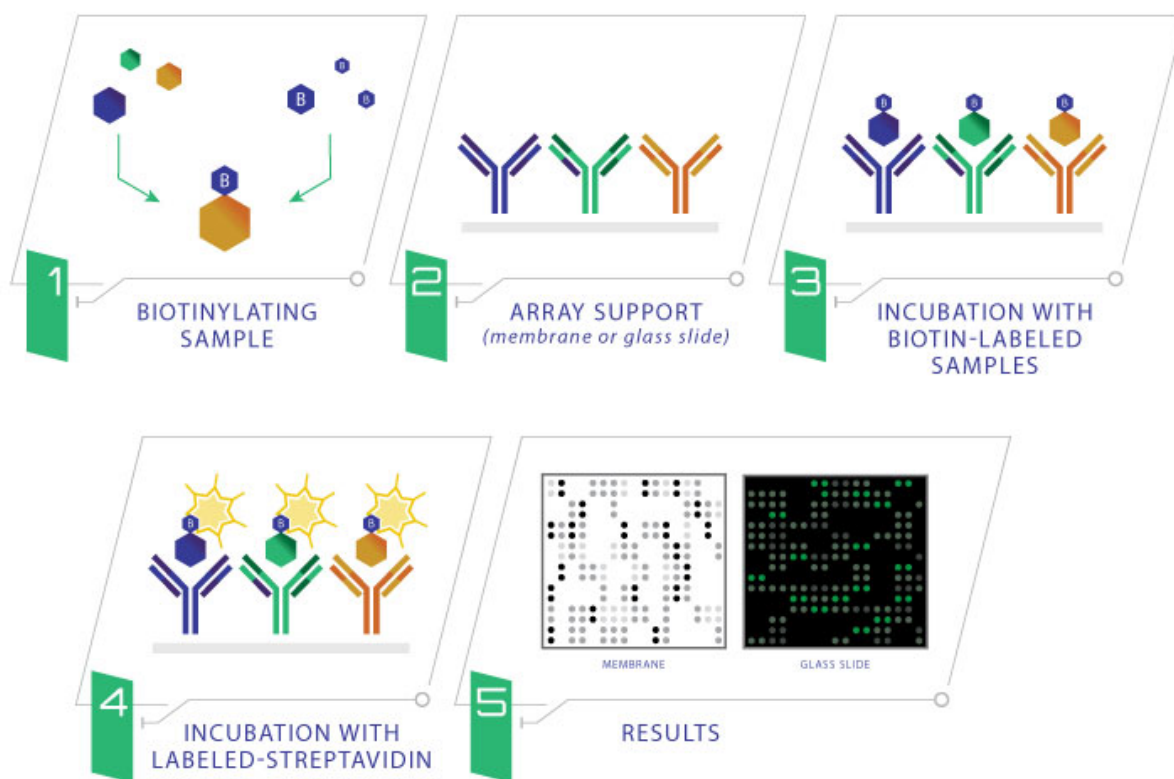 B
B
B
B
1
BIOTINYLATING
SAMPLE
2
ARRAY SUPPORT
(membrane or glass slide)
B
B
B
3
INCUBATION WITH
BIOTIN-LABELED
SAMPLES
B
B
B
4
INCUBATION WITH
LABELED-STREPTAVIDIN
MEMBRANE
GLASS SLIDE
5
RESULTS